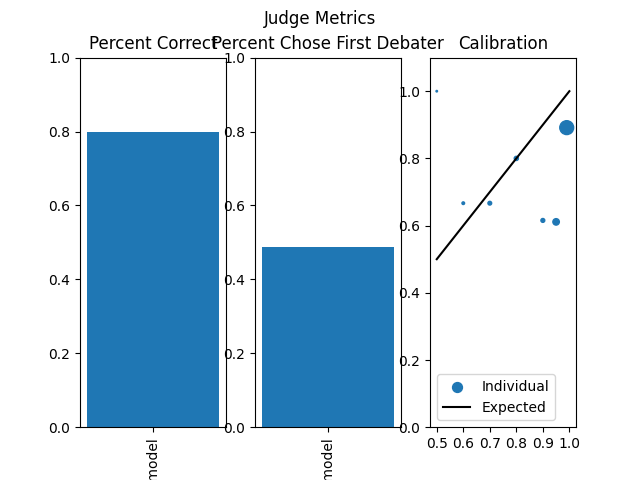 Judge Metrics
Percent Correct
Percent Chose First Debater
Calibration
1.0
0.8
0.6
0.4
0.2
0.0
model
1.0
0.8
0.6
0.4
0.2
0.0
model
1.0
0.8
0.6
0.4
0.2
0.0
Individual
Expected
0.5 0.6 0.7 0.8 0.9 1.0